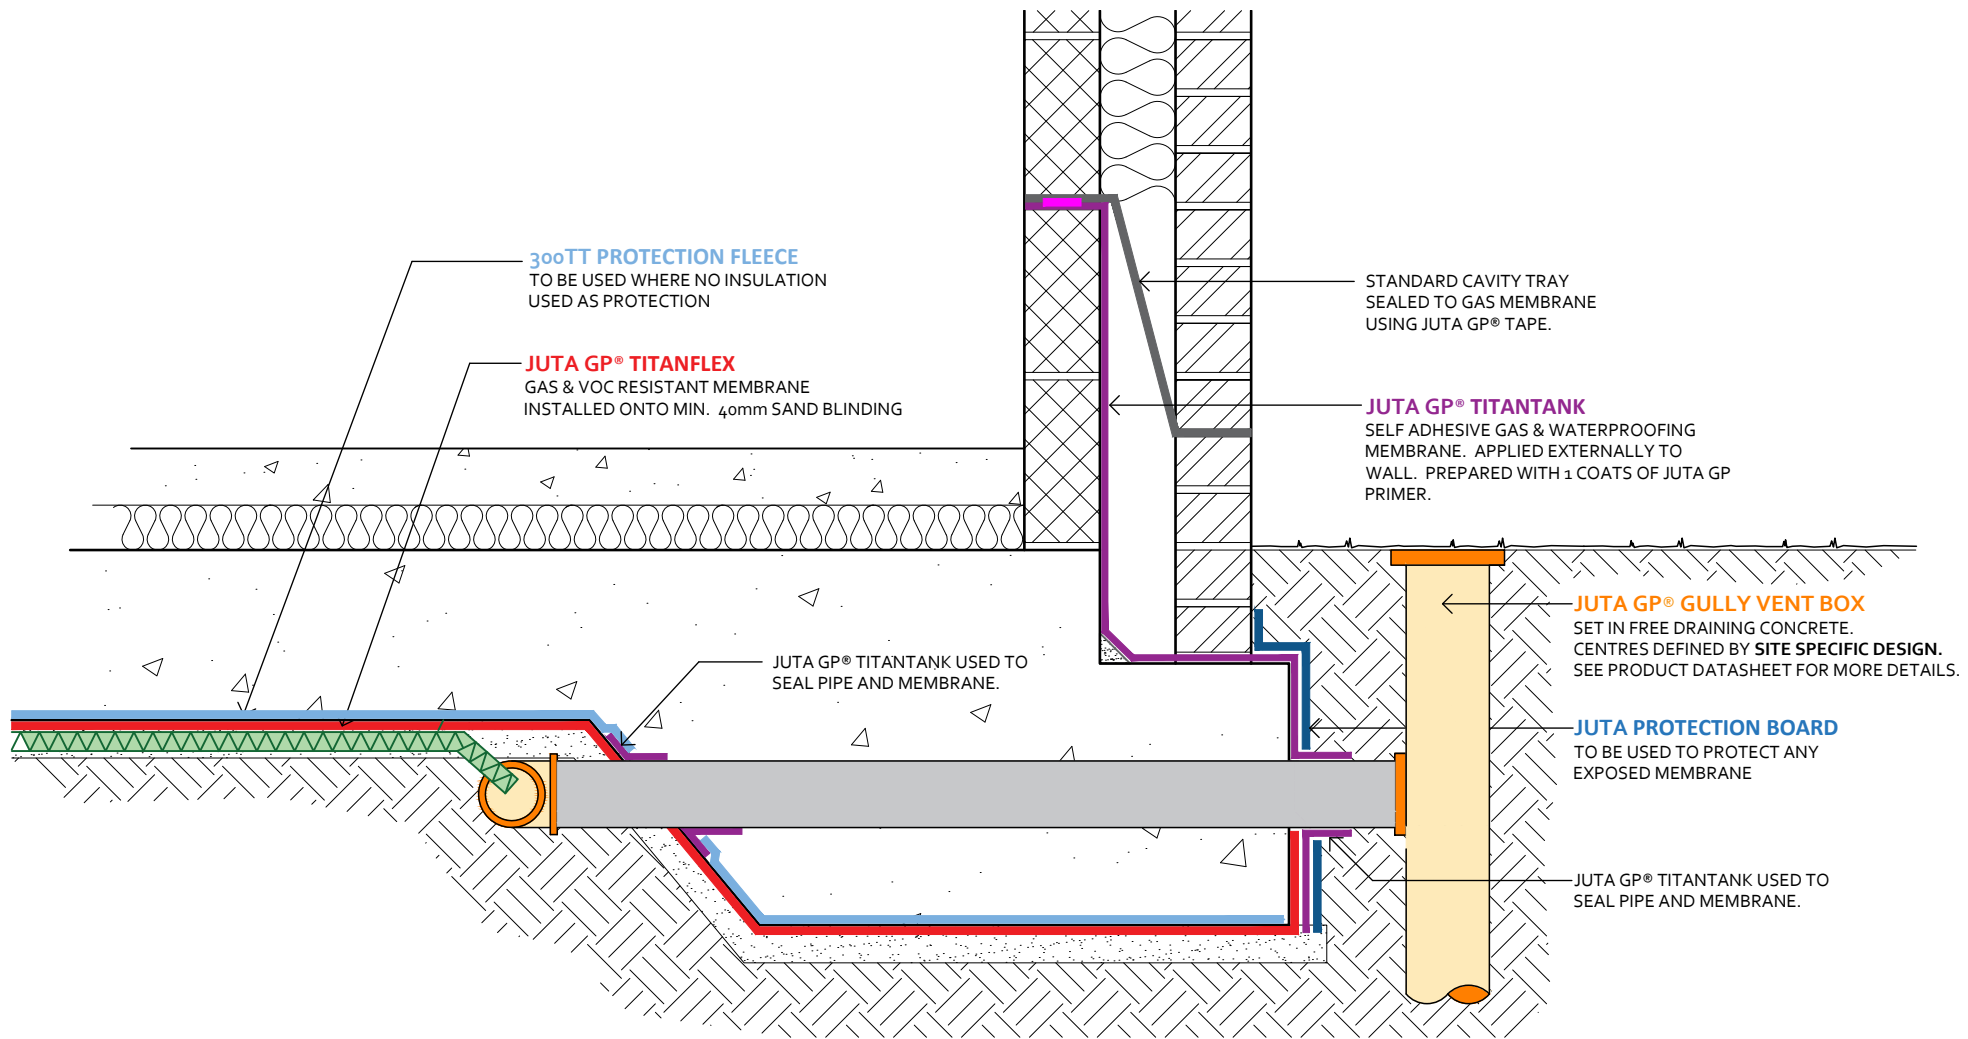 300TT PROTECTION FLEECE
TO BE USED WHERE NO INSULATION
USED AS PROTECTION
JUTA GP® TITANFLEX
GAS & VOC RESISTANT MEMBRANE
INSTALLED ONTO MIN. 40mm SAND BLINDING
JUTA GP® TITANTANK USED TO
SEAL PIPE AND MEMBRANE.
STANDARD CAVITY TRAY
SEALED TO GAS MEMBRANE
USING JUTA GP® TAPE.
JUTA GP® TITANTANK
SELF ADHESIVE GAS & WATERPROOFING
MEMBRANE. APPLIED EXTERNALLY TO
WALL. PREPARED WITH 1 COATS OF JUTA GP
PRIMER.
JUTA GP® GULLY VENT BOX
SET IN FREE DRAINING CONCRETE.
CENTRES DEFINED BY SITE SPECIFIC DESIGN.
SEE PRODUCT DATASHEET FOR MORE DETAILS.
JUTA PROTECTION BOARD
TO BE USED TO PROTECT ANY
EXPOSED MEMBRANE
JUTA GP® TITANTANK USED TO
SEAL PIPE AND MEMBRANE.